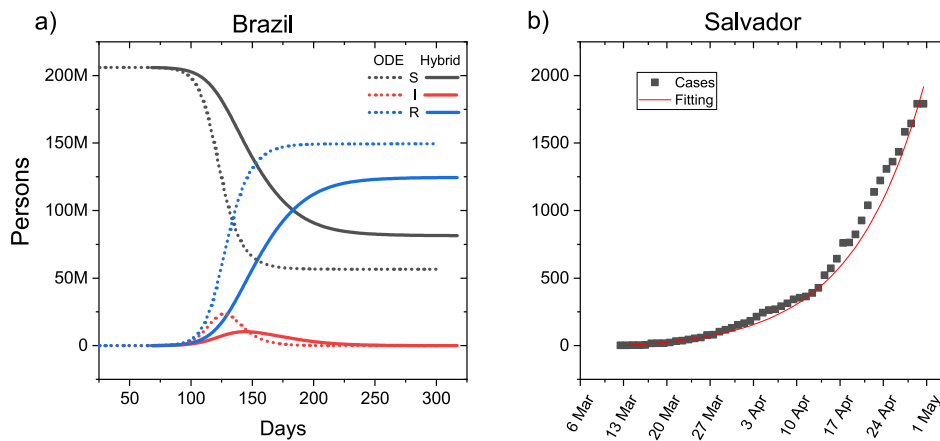 a)
Brazil
ODE Hybrid
S
I
R
200M
150M
100M
50M
0
Persons
50 100 150 200 250 300
Days
b)
Salvador
Cases
Fitting
2000
1500
1000
500
0
6 Mar 13 Mar 20 Mar 27 Mar 3 Apr 10 Apr 17 Apr 24 Apr 1 May